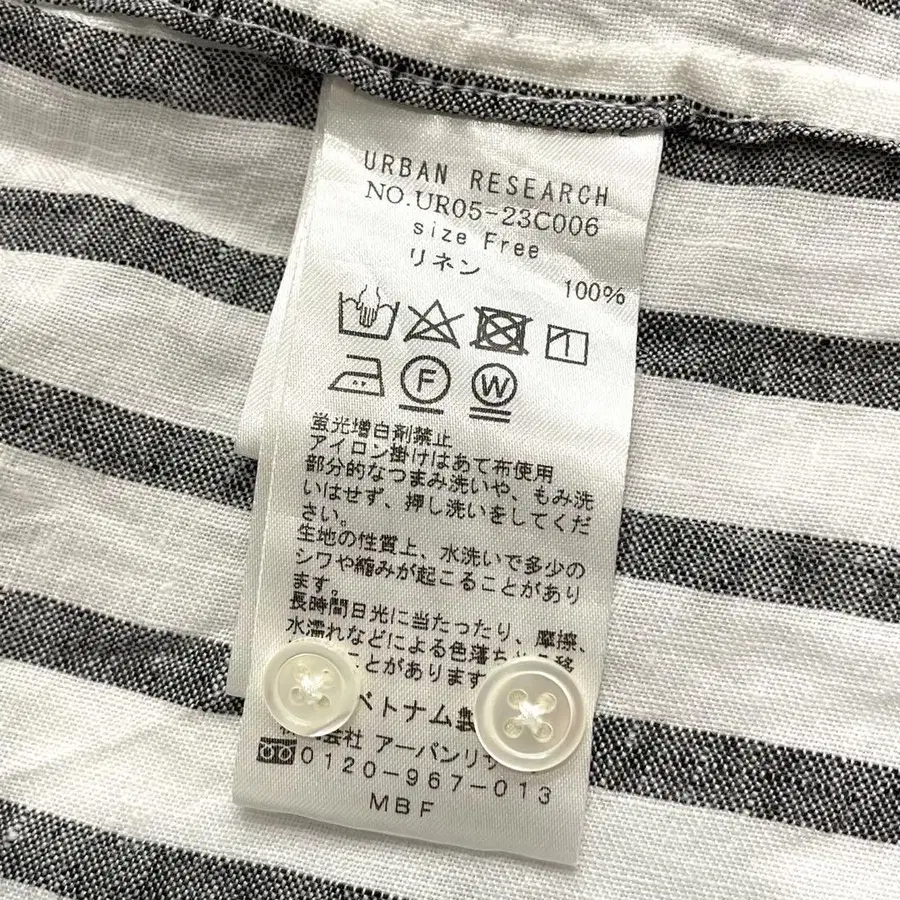 URBAN RESEARCH
NO.UR05-23C006
size Free
リネン 100%
F W
蛍光増白剤禁止
アイロン掛けはあて布使用
部分的なつまみ洗いや、もみ洗
いはせず、押し洗いをしてくだ
さい。
生地の性質上、水洗いで多少の
シワや縮みが起こることがあり
ます。
長時間日光に当たったり、摩擦、
水濡れなどによる色落ち
ことがあります
ベトナム製
アーバンリサ
0120-967-013
MBF